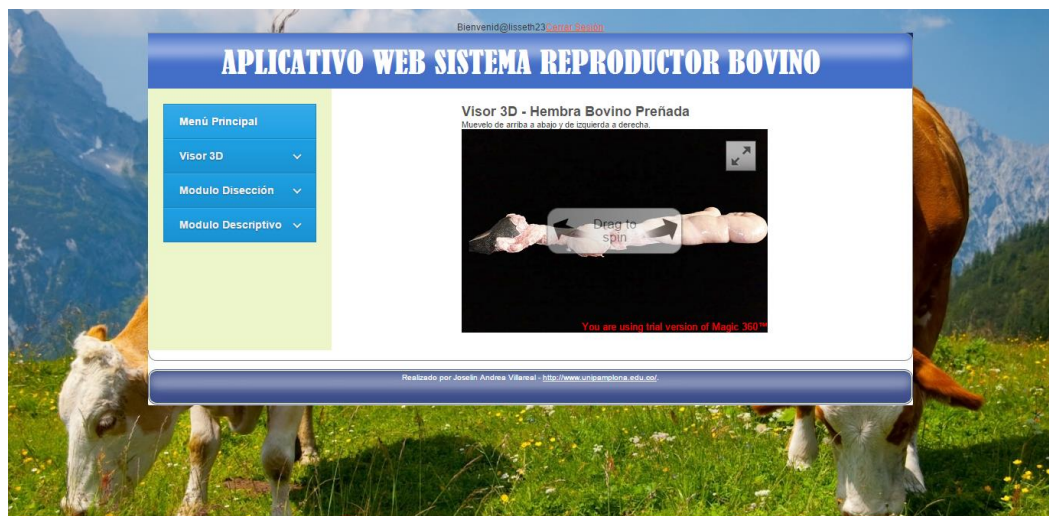 Bienvenid@lisseth23Cerrar Sesión
APLICATIVO WEB SISTEMA REPRODUCTOR BOVINO
Menú Principal
Visor 3D
Modulo Disección
Modulo Descriptivo
Visor 3D - Hembra Bovino Preñada
Muevelo de arriba a abajo y de izquierda a derecha.
Drag to
spin
You are using trial version of Magic 360™
Realizado por Joselin Andrea Villareal - http://www.unipamplona.edu.co/.